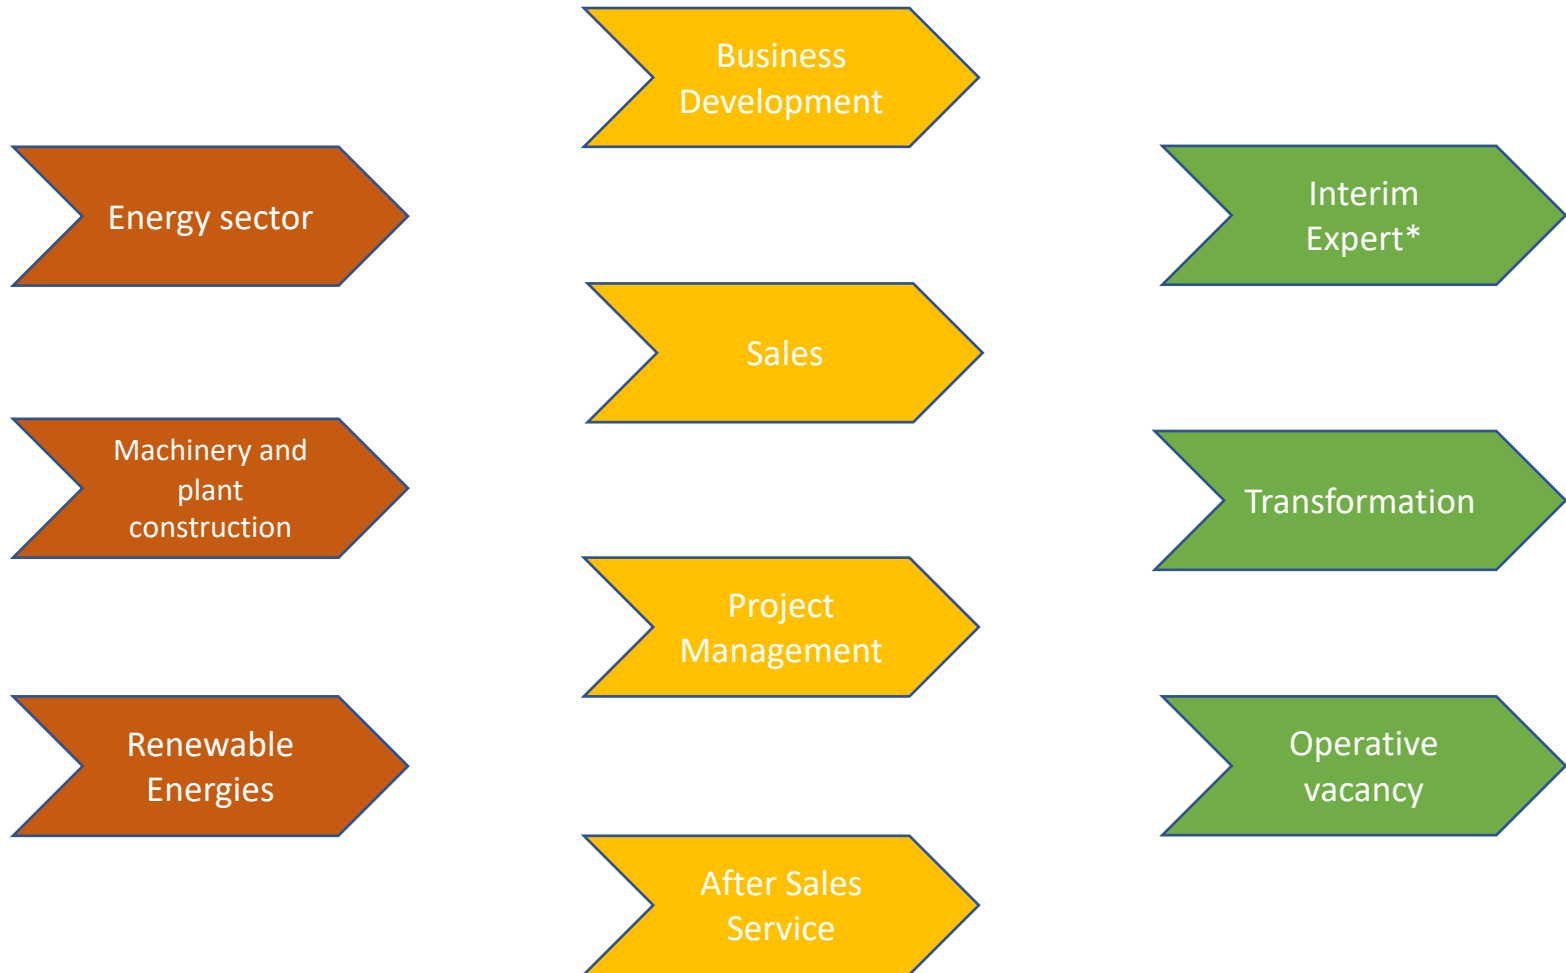 Business
Development
Energy sector
Interim
Expert*
Sales
Machinery and
plant
construction
Transformation
Project
Management
Renewable
Energies
Operative
vacancy
After Sales
Service